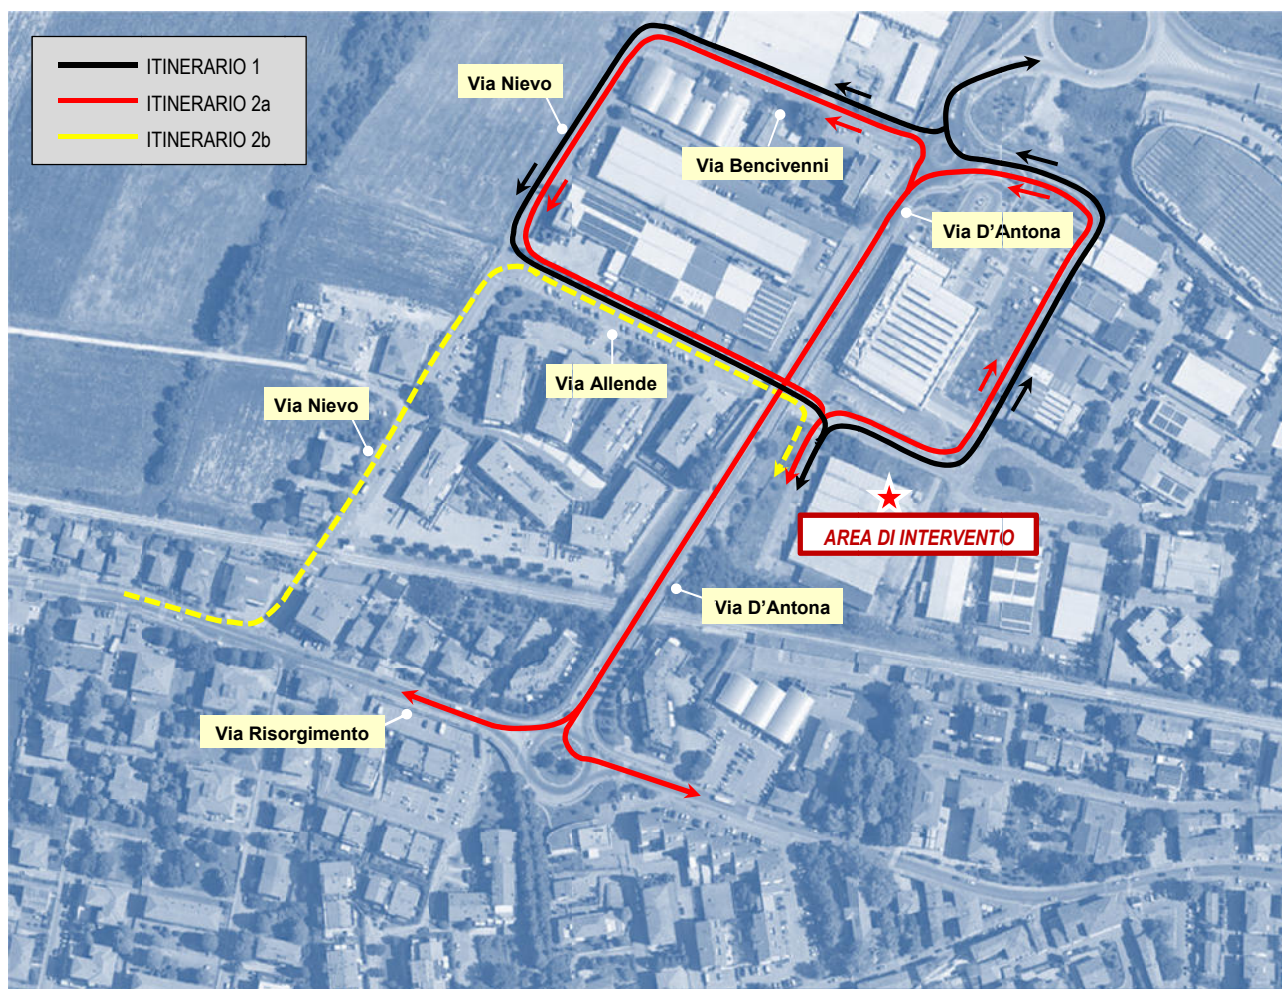 ITINERARIO 1
ITINERARIO 2a
ITINERARIO 2b
Via Nievo
Via Bencivenni
Via D'Antona
Via Allende
Via Nievo
AREA DI INTERVENTO
Via D'Antona
Via Risorgimento